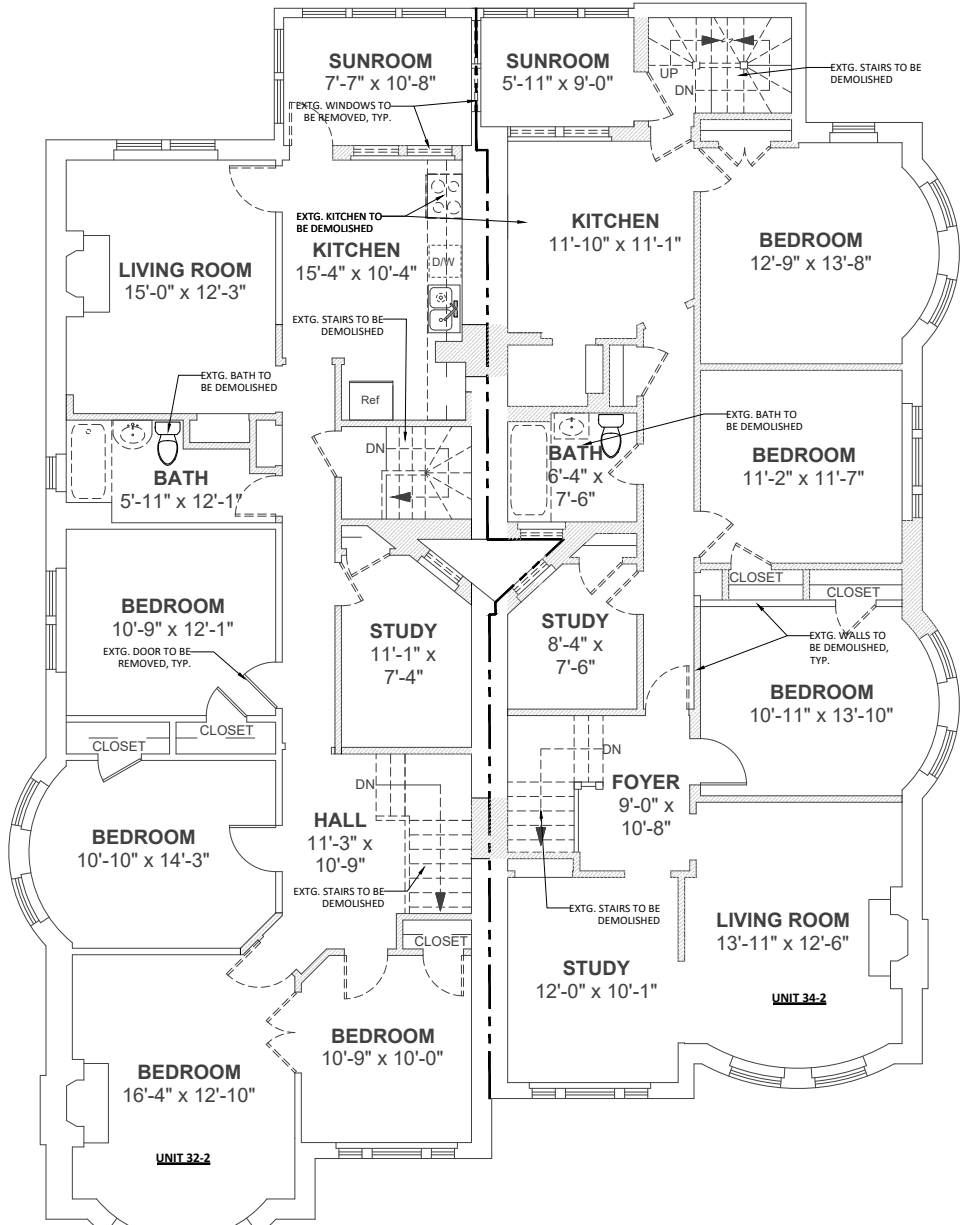 SUNROOM
7'-7" x 10'-8"
EXTG. WINDOWS TO
BE REMOVED, TYP.
SUNROOM
5'-11" x 9'-0"
UP
DN
EXTG. STAIRS TO BE
DEMOLISHED
LIVING ROOM
15'-0" x 12'-3"
EXTG. KITCHEN TO
BE DEMOLISHED
KITCHEN
15'-4" x 10'-4"
D/W
KITCHEN
11'-10" x 11'-1"
BEDROOM
12'-9" x 13'-8"
EXTG. STAIRS TO BE
DEMOLISHED
EXTG. BATH TO
BE DEMOLISHED
Ref
DN
BATH
5'-11" x 12'-1"
EXTG. BATH TO
BE DEMOLISHED
BATH
6'-4" x
7'-6"
BEDROOM
11'-2" x 11'-7"
CLOSET
CLOSET
BEDROOM
10'-9" x 12'-1"
EXTG. DOOR TO BE
REMOVED, TYP.
STUDY
11'-1" x
7'-4"
STUDY
8'-4" x
7'-6"
EXTG. WALLS TO
BE DEMOLISHED,
TYP.
BEDROOM
10'-11" x 13'-10"
CLOSET
CLOSET
DN
DN
FOYER
9'-0" x
10'-8"
BEDROOM
10'-10" x 14'-3"
HALL
11'-3" x
10'-9"
EXTG. STAIRS TO BE
DEMOLISHED
EXTG. STAIRS TO BE
DEMOLISHED
LIVING ROOM
13'-11" x 12'-6"
CLOSET
STUDY
12'-0" x 10'-1"
UNIT 34-2
BEDROOM
10'-9" x 10'-0"
BEDROOM
16'-4" x 12'-10"
UNIT 32-2